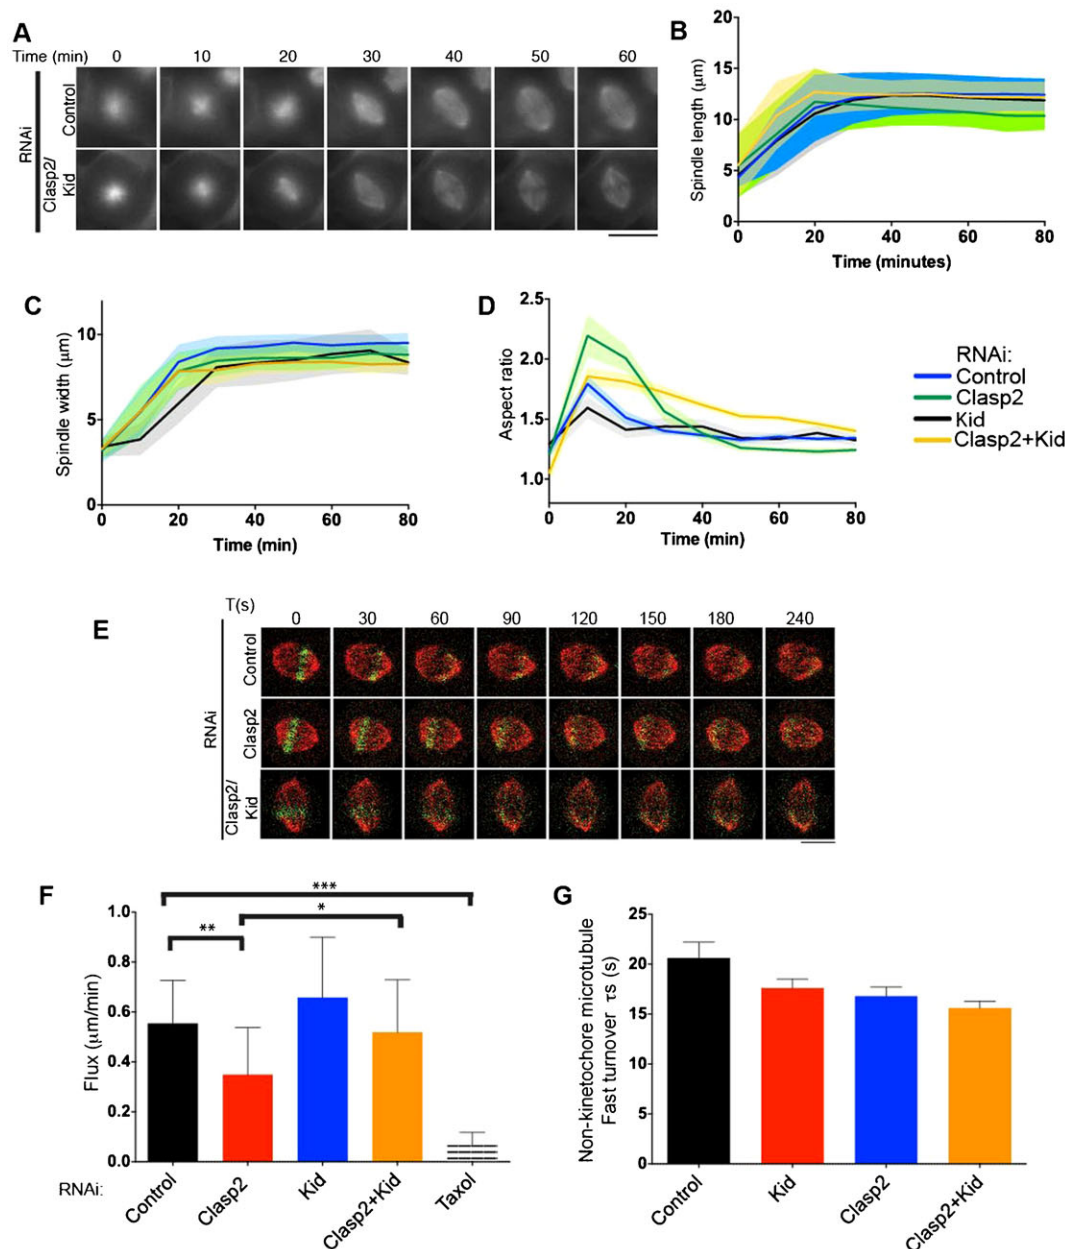 A
Time (min) 0 10 20 30 40 50 60
RNAi
Control
Clasp2/
Kid
B
Spindle length (μm)
20
15
10
5
0
0 20 40 60 80
Time (minutes)
C
Spindle width (μm)
10
5
0
0 20 40 60 80
Time (min)
D
Aspect ratio
2.5
2.0
1.5
1.0
0 20 40 60 80
Time (min)
RNAi:
Control
Clasp2
Kid
Clasp2+Kid
E
T(s)
0 30 60 90 120 150 180 240
RNAi
Control
Clasp2
Clasp2/
Kid
F
***
*
**
Flux (μm/min)
1.0
0.8
0.6
0.4
0.2
0.0
RNAi:
Control Clasp2 Kid Clasp2+Kid Taxol
G
Non-kinetochore microtubule
Fast turnover τs (s)
25
20
15
10
5
0
Control Kid Clasp2 Clasp2+Kid